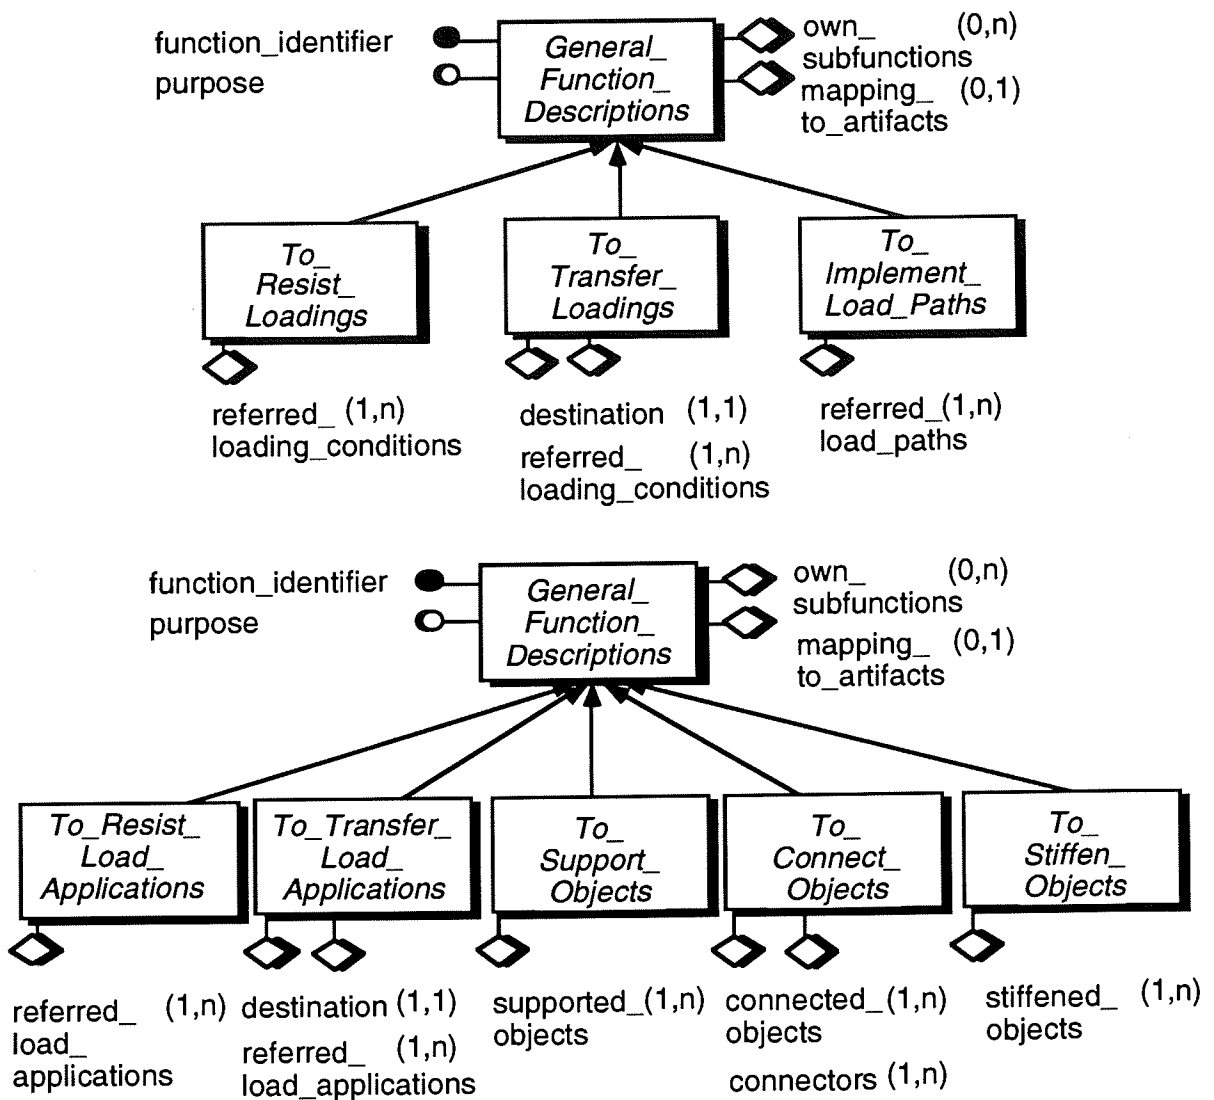 function_identifier
purpose
General_
Function_
Descriptions
own_ (0,n)
subfunctions
mapping_ (0,1)
to_artifacts
To_
Resist_
Loadings
To_
Transfer_
Loadings
To_
Implement_
Load_Paths
referred_ (1,n)
loading_conditions
destination (1,1)
referred_ (1,n)
loading_conditions
referred_ (1,n)
load_paths
function_identifier
purpose
General_
Function_
Descriptions
own_ (0,n)
subfunctions
mapping_ (0,1)
to_artifacts
To_Resist_
Load_
Applications
To_Transfer_
Load_
Applications
To_
Support_
Objects
To_
Connect_
Objects
To_
Stiffen_
Objects
referred_ (1,n)
load_
applications
destination (1,1)
referred_ (1,n)
load_applications
supported_ (1,n)
objects
connected_ (1,n)
objects
connectors (1,n)
stiffened_ (1,n)
objects